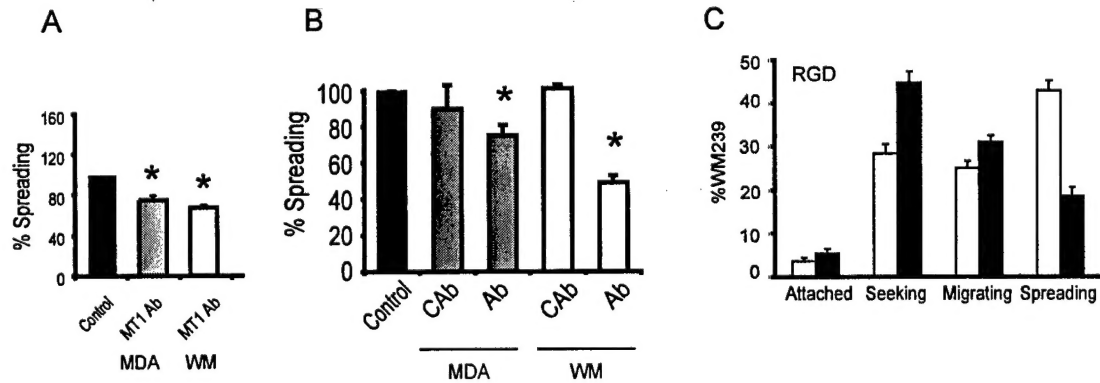 A
% Spreading
160
120
80
40
0
* *
Control
MT1 Ab
MT1 Ab
MDA WM
B
% Spreading
100
80
60
40
20
0
* *
Control
CAb
Ab
CAb
Ab
MDA WM
C
RGD
%WM239
50
40
30
20
10
0
Attached Seeking Migrating Spreading